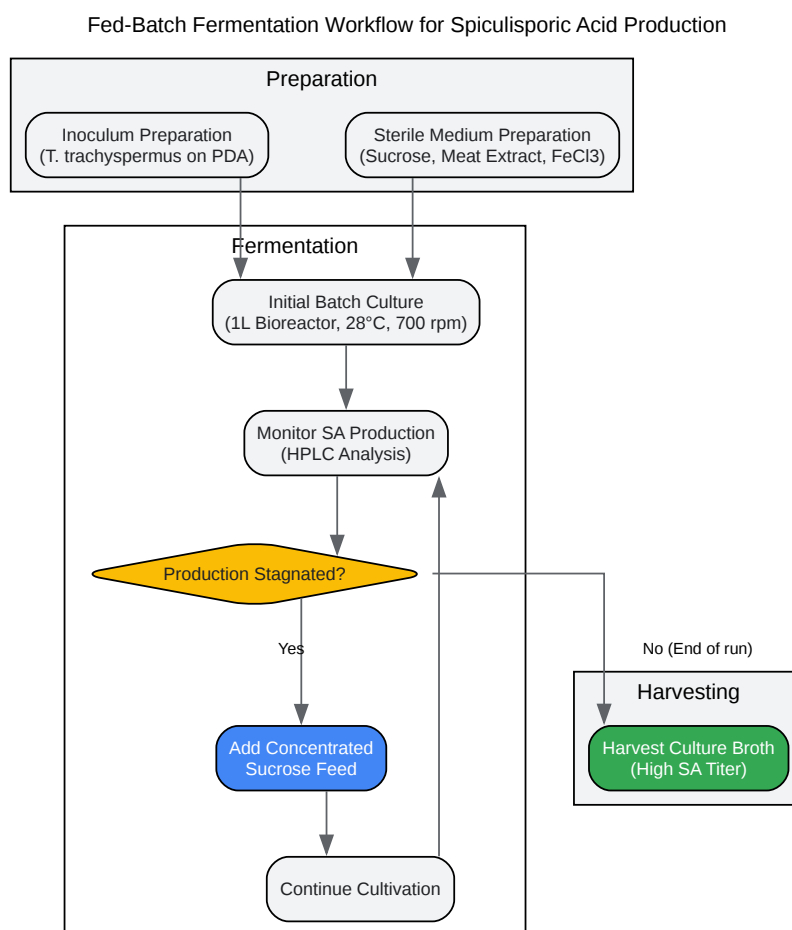 Fed-Batch Fermentation Workflow for Spiculisporic Acid Production
Preparation
Inoculum Preparation
(T. trachyspermus on PDA)
Sterile Medium Preparation
(Sucrose, Meat Extract, FeCl3)
Fermentation
Initial Batch Culture
(1L Bioreactor, 28°C, 700 rpm)
Monitor SA Production
(HPLC Analysis)
Production Stagnated?
Yes
No (End of run)
Harvesting
Add Concentrated
Sucrose Feed
Harvest Culture Broth
(High SA Titer)
Continue Cultivation